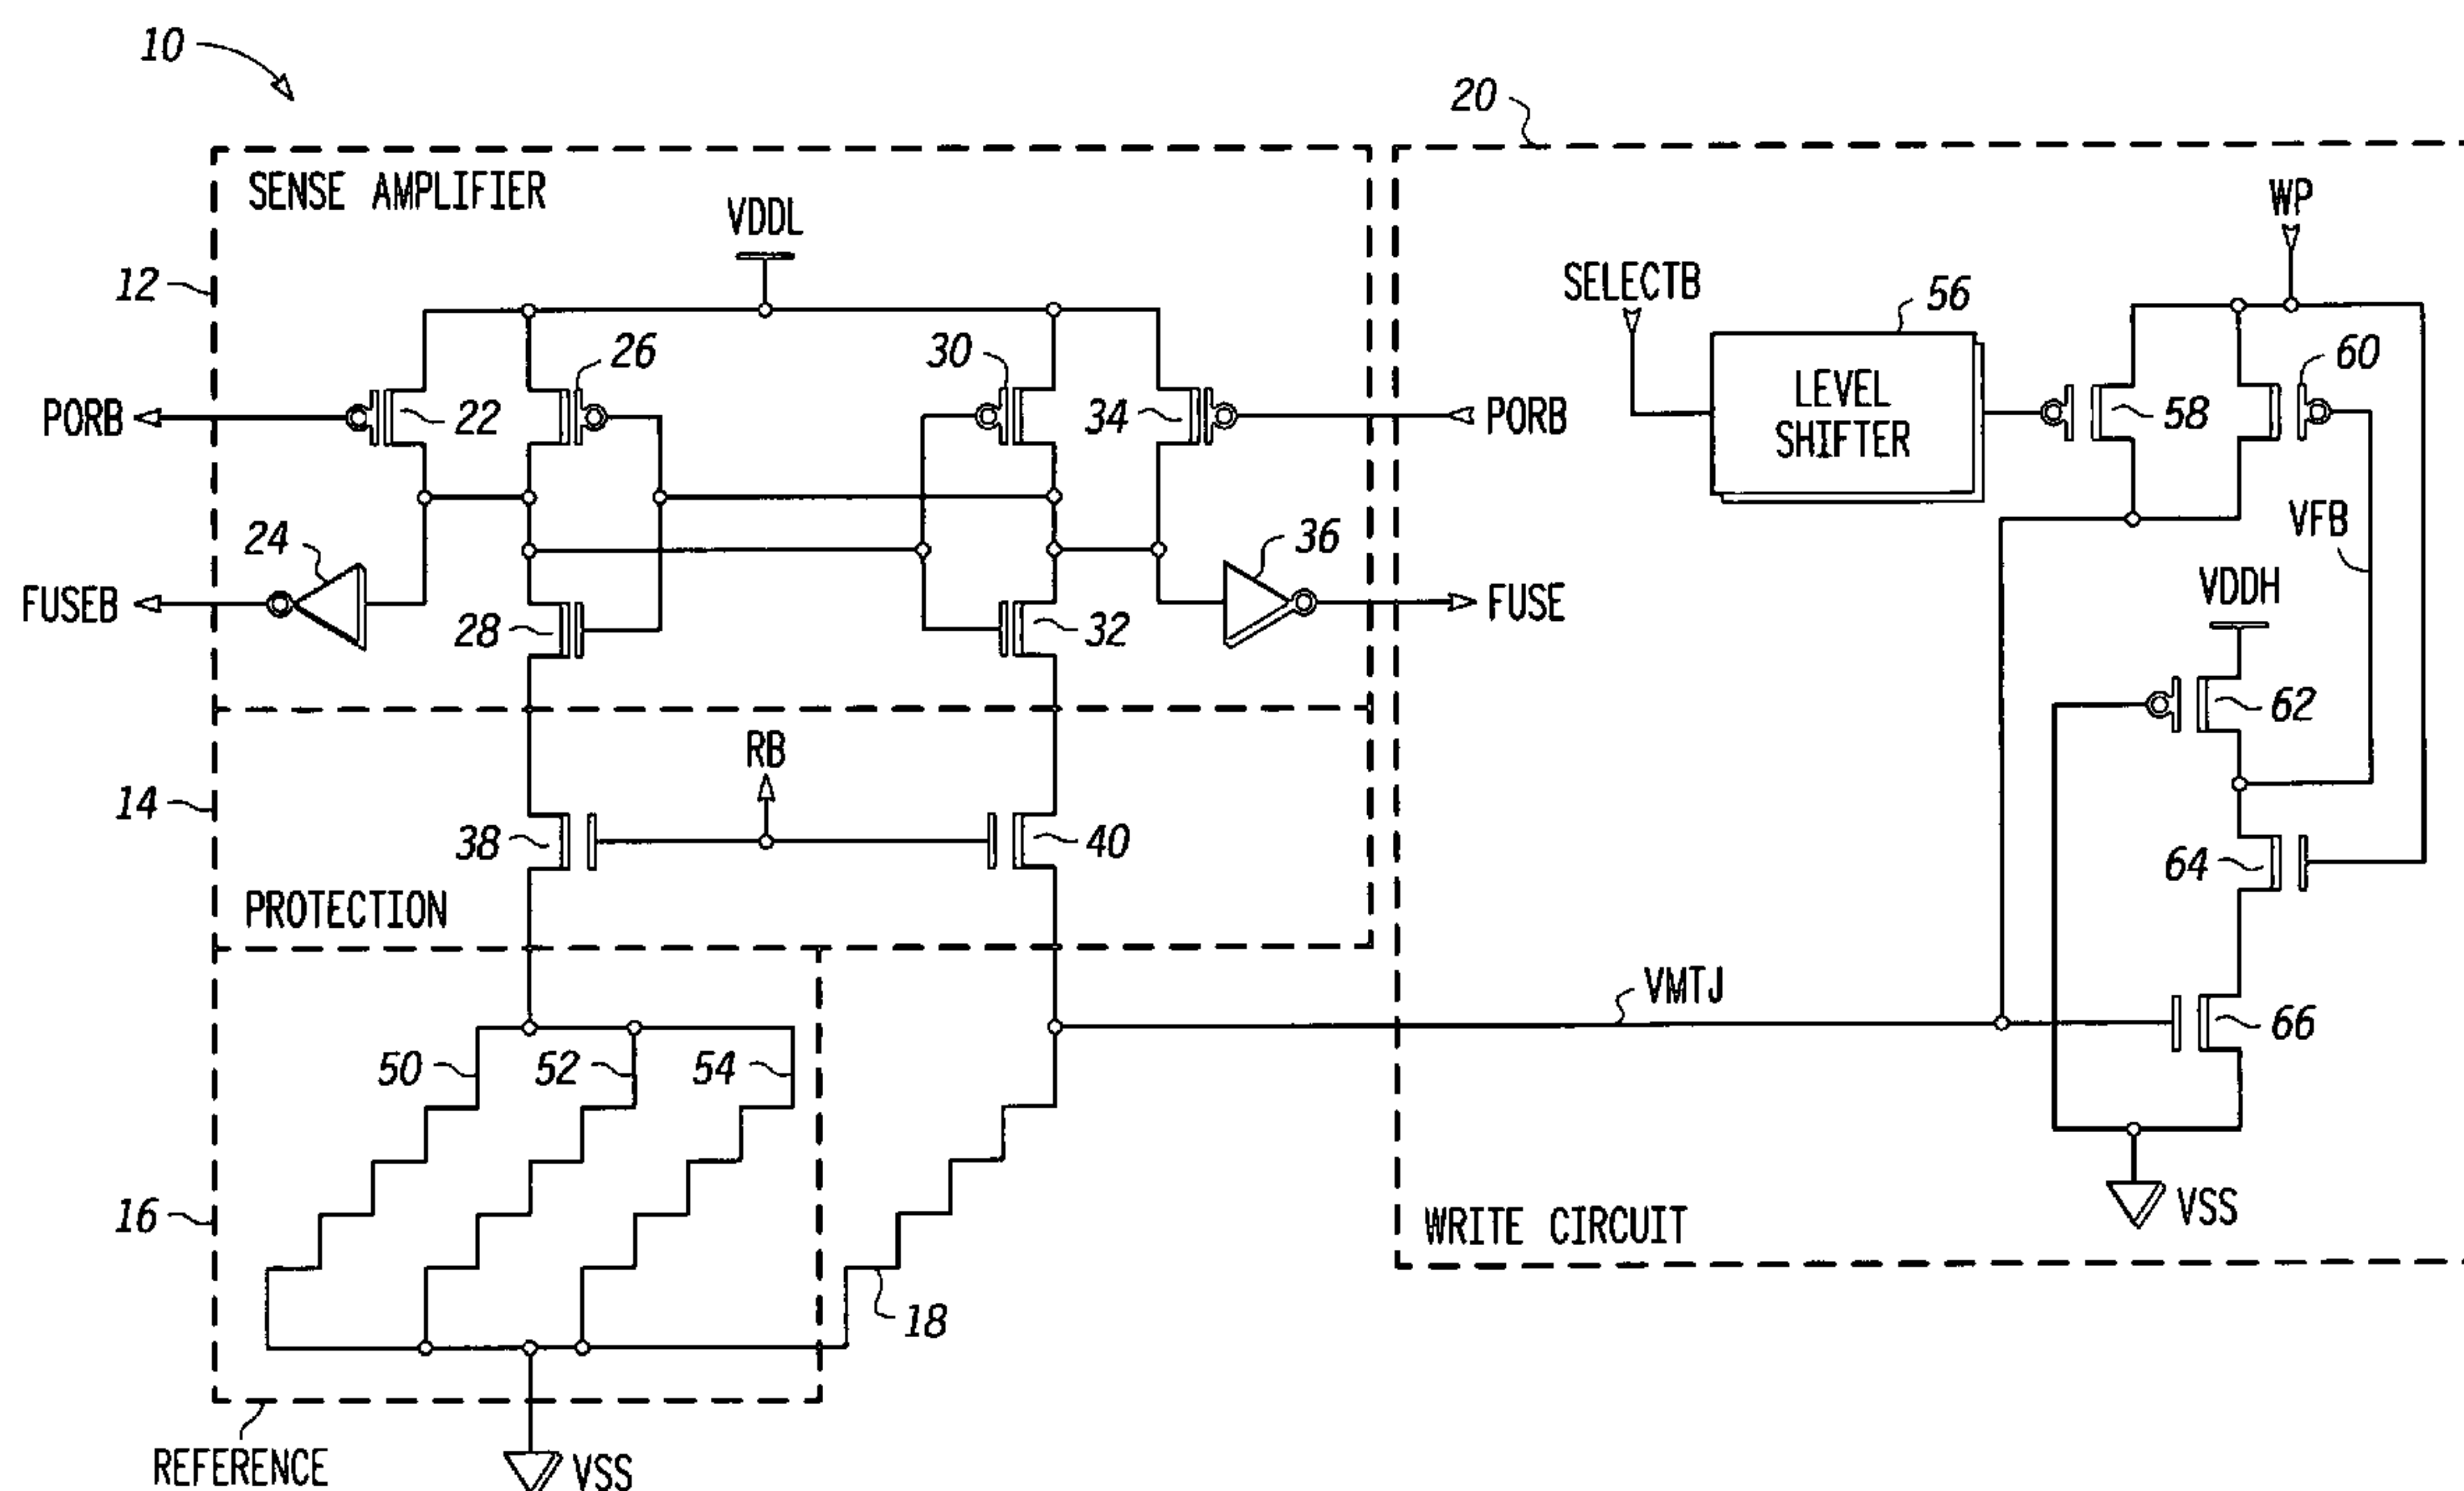 10
20
SENSE AMPLIFIER
VDDL
WP
12
SELECTB
56
26
30
60
PORB
22
34
PORB
LEVEL
SHIFTER
58
24
36
VFB
FUSEB
28
32
FUSE
VDDH
62
RB
14
38
40
64
PROTECTION
VMTJ
50
52
54
66
16
VSS
WRITE CIRCUIT
18
REFERENCE
VSS